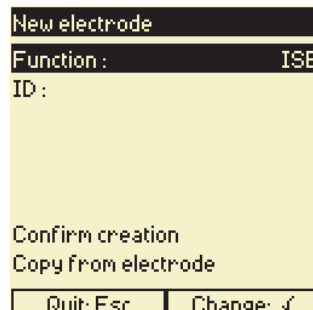 New electrode
Function : ISE
ID :
Confirm creation
Copy from electrode
Quit: Esc Change: √